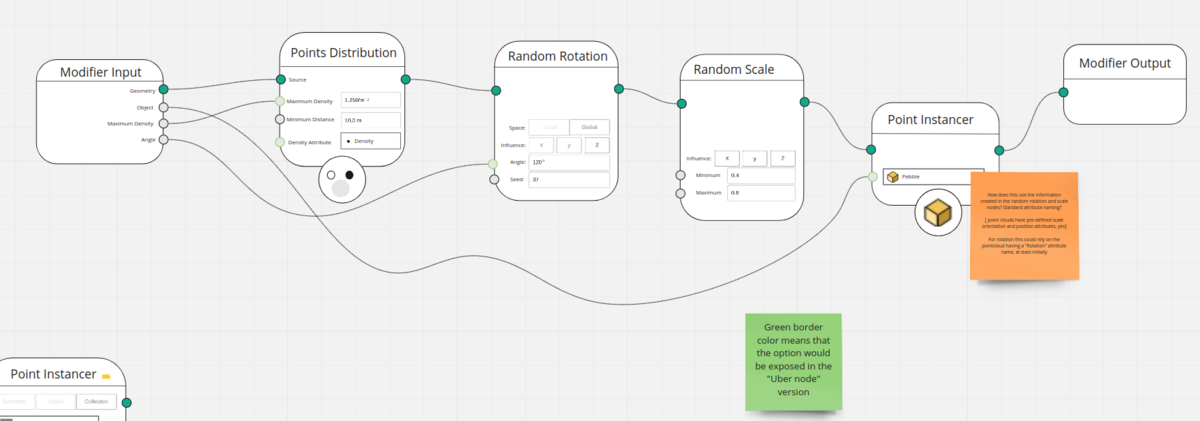 Modifier Input
Geometry
Object
Maximum Density
Angle
Points Distribution
Source
Maximum Density
Minimum Distance
10,0 m
Density Attribute
Density
Random Rotation
Space:
Local
Global
Influence:
X
y
Z
Angle:
120°
Seed:
37
Random Scale
Influence:
X
y
Z
Minimum
0.4
Maximum
0.8
Point Instancer
Pebble
Modifier Output
How does this use the information
created in the random rotation and scale
nodes? Standard attribute naming?
[ point clouds have pre-defined scale
orientation and position attributes, yes]
For rotation this could rely on the
pointcloud having a "Rotation" attribute
name, at least initially
Green border
color means that
the option would
be exposed in the
"Uber node"
version
Point Instancer
Geometry
Object
Collection